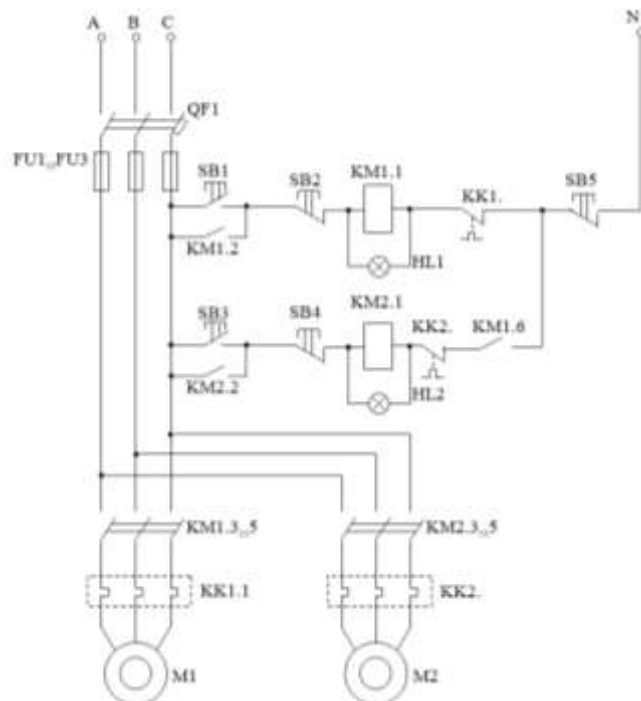 A B C N
QF1
FU1...FU3
SB1 SB2 KM1.1 KK1. SB5
KM1.2 HL1
SB3 SB4 KM2.1 KK2. KM1.6
KM2.2 HL2
KM1.3...5 KM2.3...5
KK1.1 KK2.
M1 M2